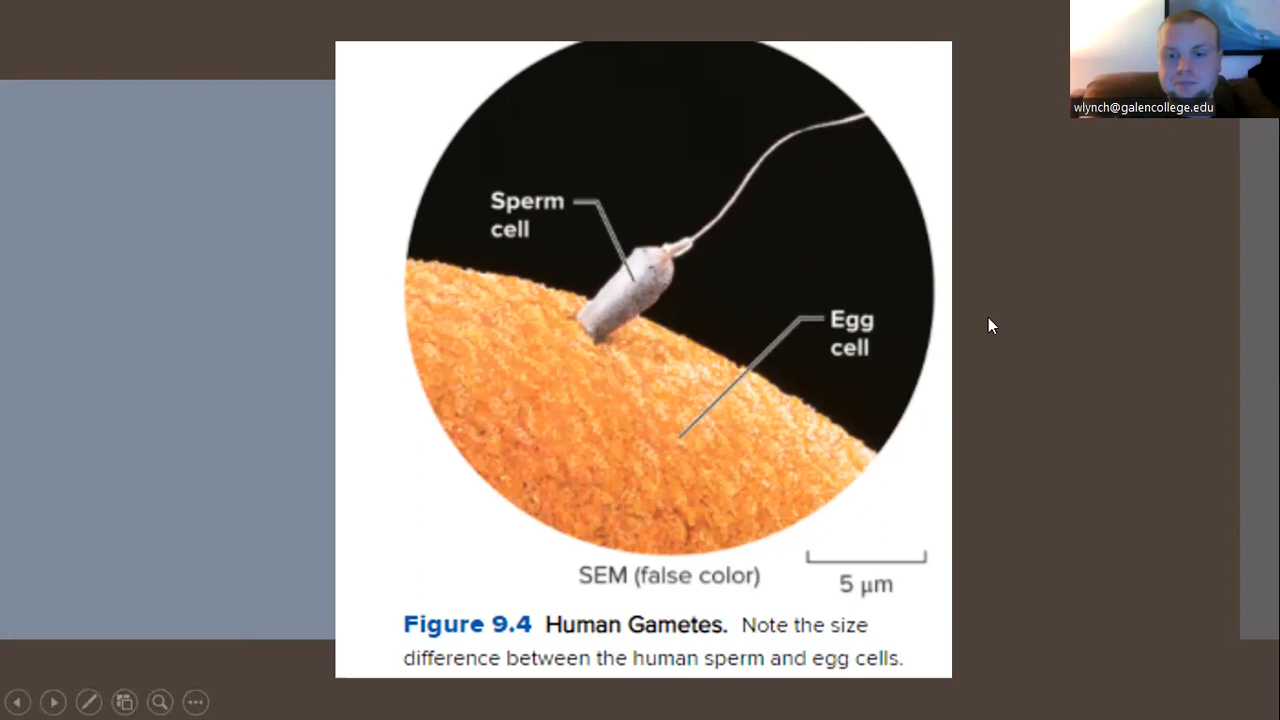 wlynch@galencollege.edu
Sperm
cell
Egg
cell
SEM (false color)
5 μm
Figure 9.4 Human Gametes. Note the size
difference between the human sperm and egg cells.